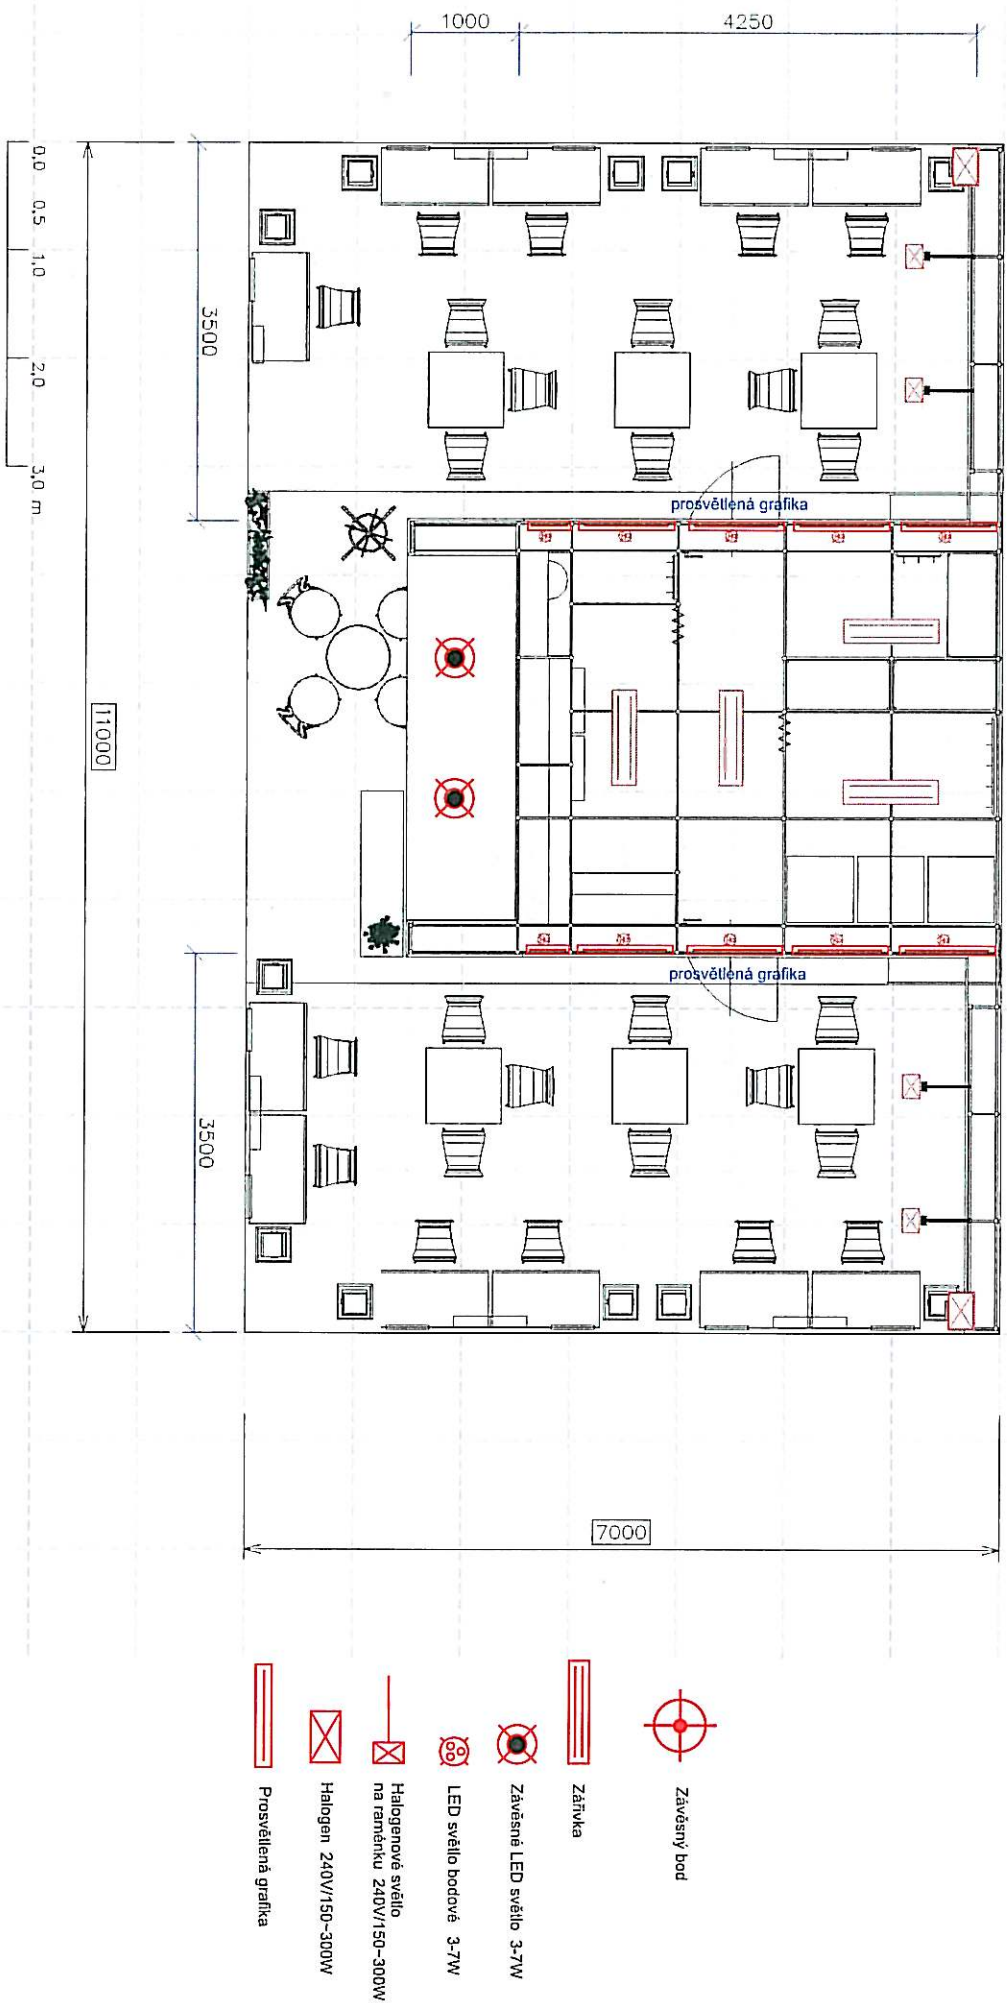 1000
4250
0,0 0,5 1,0 2,0 3,0 m
3500
11000
3500
prosvětlená grafika
prosvětlená grafika
7000
Závěsný bod
Zářivka
Závěsné LED světlo 3-7W
LED světlo bodové 3-7W
Halogenové světlo
na raménku 240V/150-300W
Halogen 240V/150-300W
Prosvětlená grafika